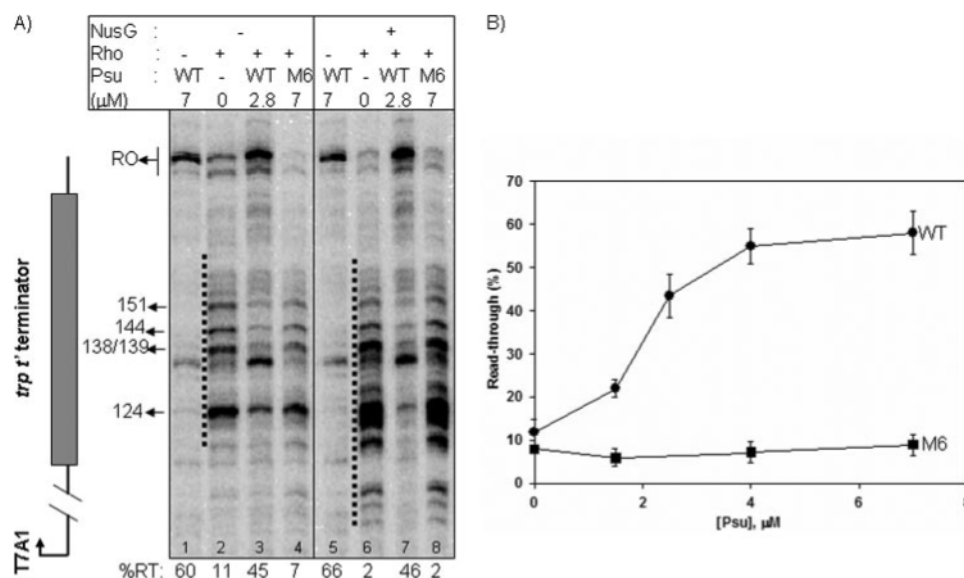 A)
NusG : - +
Rho : - + + + - + + +
Psu : WT - WT M6 WT - WT M6
(μM) 7 0 2.8 7 7 0 2.8 7
RO
151
144
138/139
124
trp t' terminator
T7A1
1 2 3 4 5 6 7 8
%RT: 60 11 45 7 66 2 46 2
B)
70
60
50
40
30
20
10
0
Read-through (%)
WT
M6
0 2 4 6 8
[Psu], μM